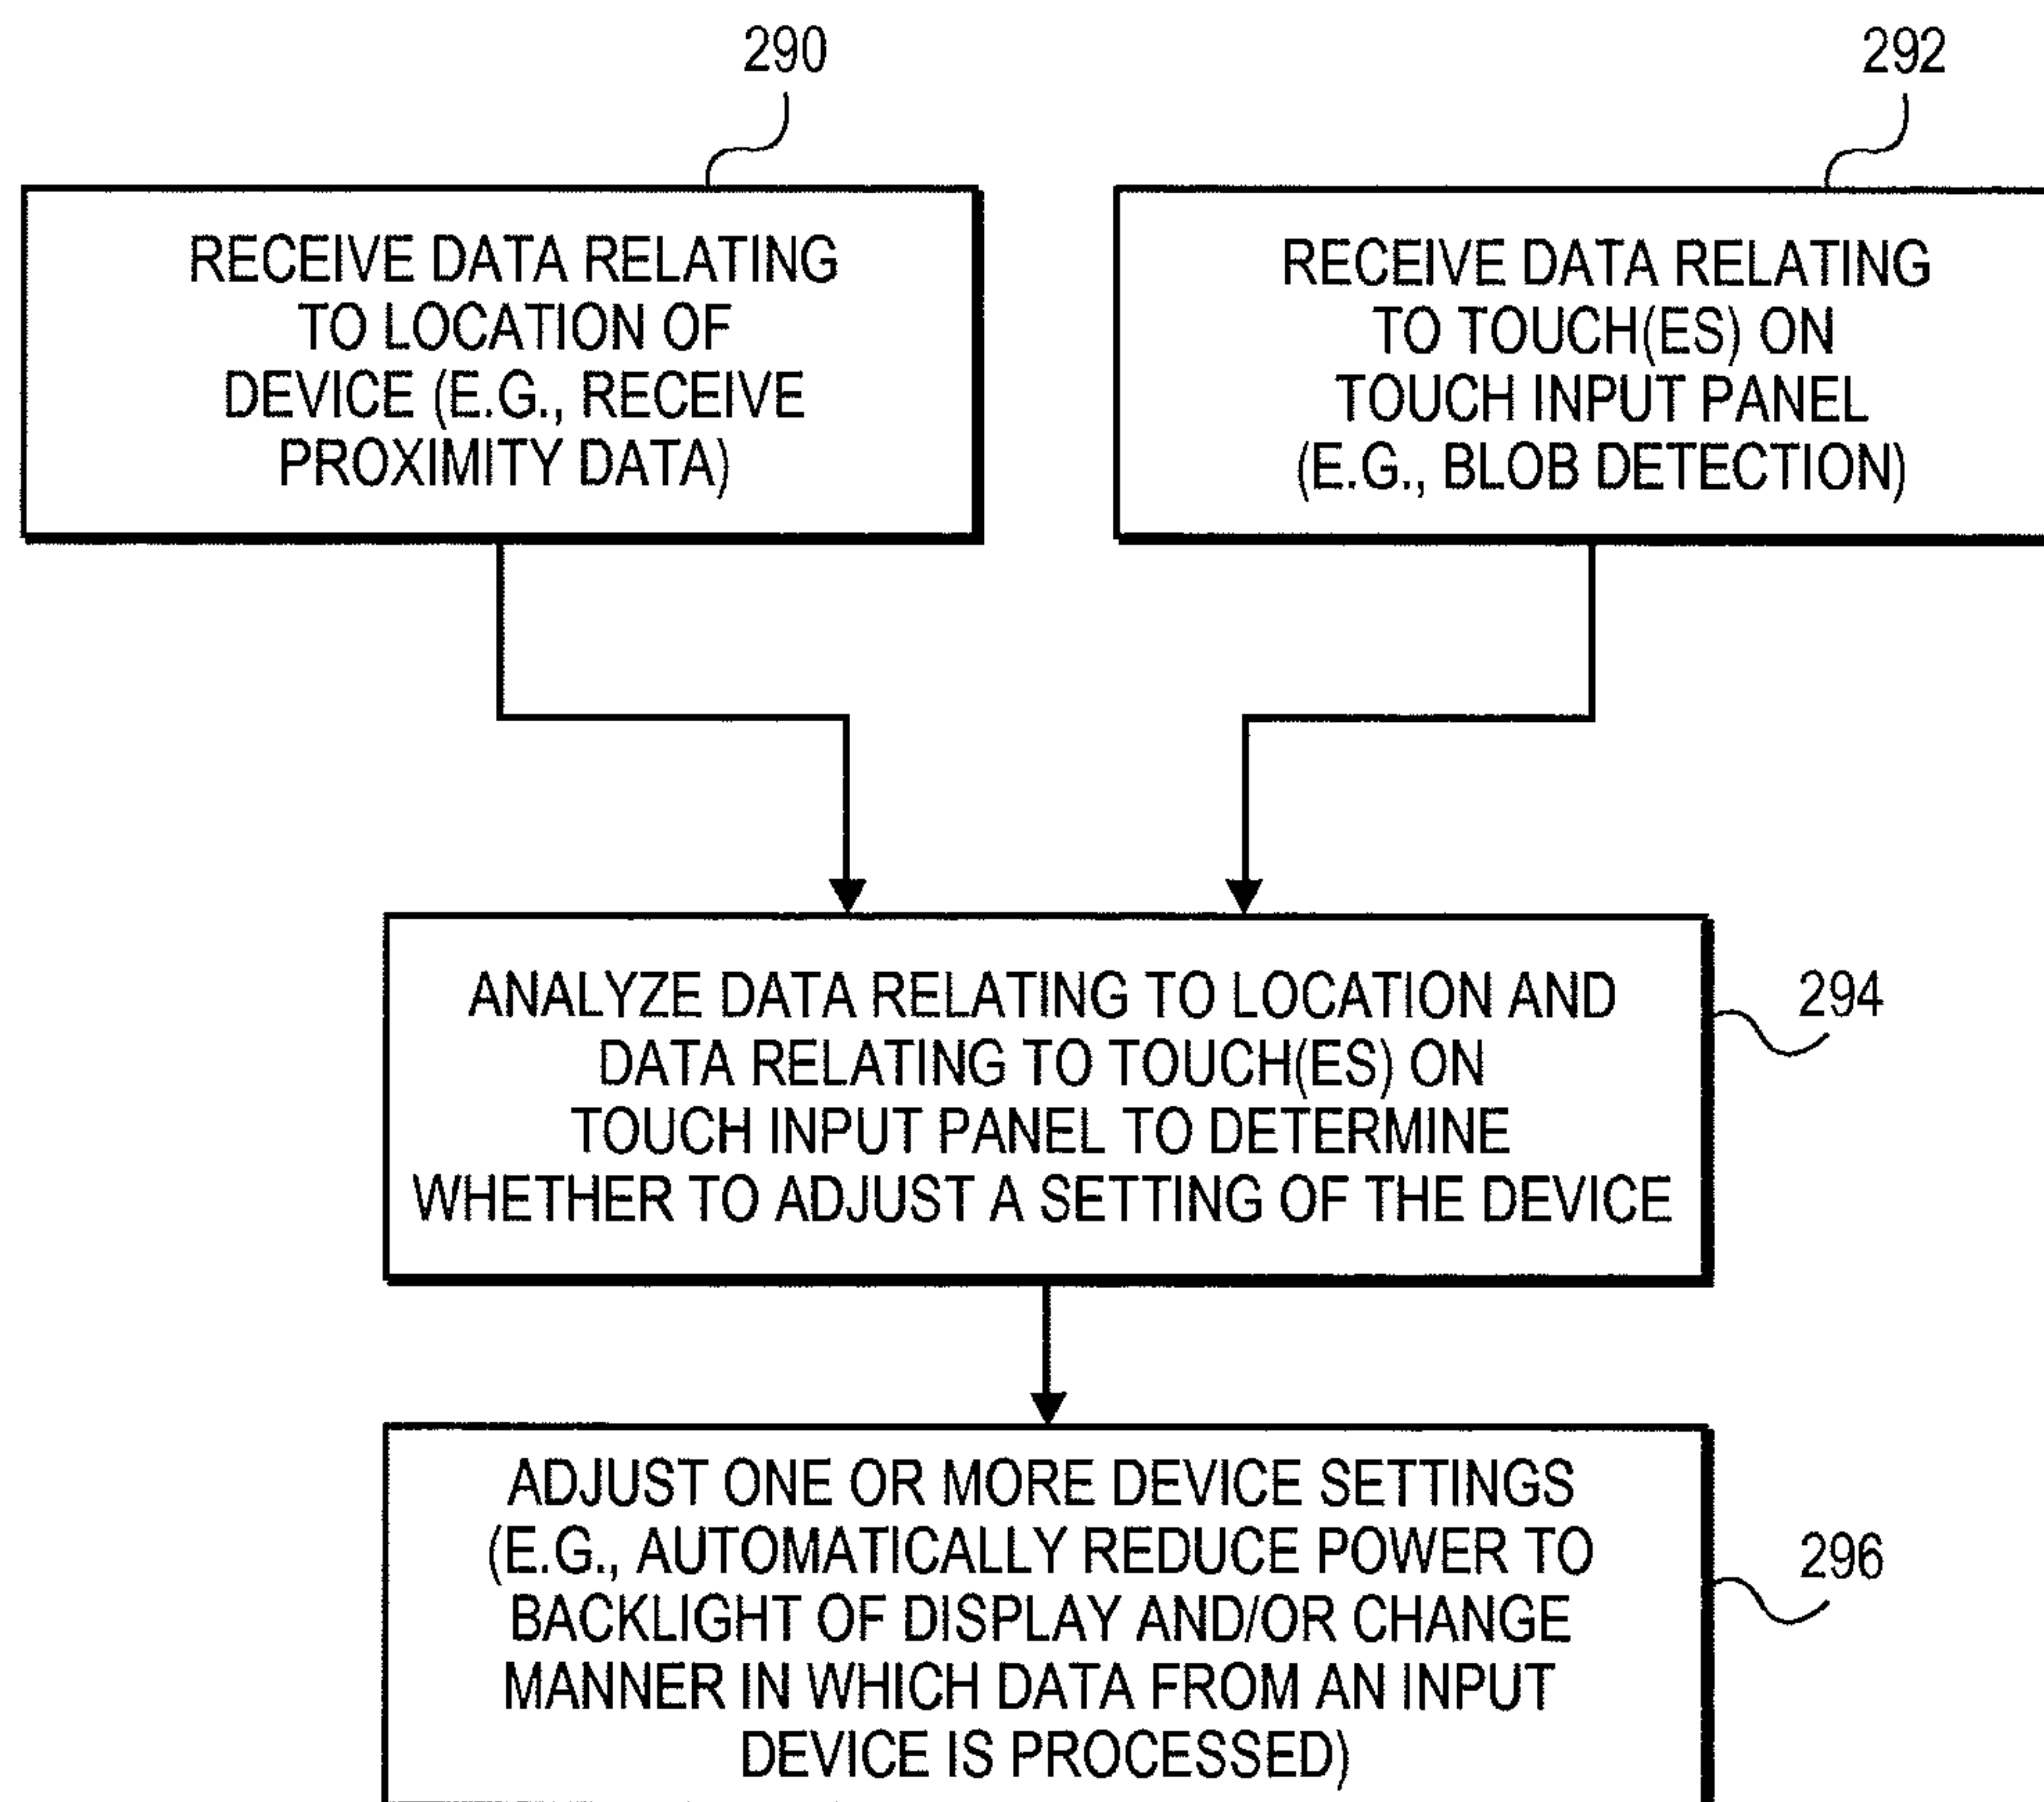 290
RECEIVE DATA RELATING
TO LOCATION OF
DEVICE (E.G., RECEIVE
PROXIMITY DATA)
292
RECEIVE DATA RELATING
TO TOUCH(ES) ON
TOUCH INPUT PANEL
(E.G., BLOB DETECTION)
ANALYZE DATA RELATING TO LOCATION AND
DATA RELATING TO TOUCH(ES) ON
TOUCH INPUT PANEL TO DETERMINE
WHETHER TO ADJUST A SETTING OF THE DEVICE
294
ADJUST ONE OR MORE DEVICE SETTINGS
(E.G., AUTOMATICALLY REDUCE POWER TO
BACKLIGHT OF DISPLAY AND/OR CHANGE
MANNER IN WHICH DATA FROM AN INPUT
DEVICE IS PROCESSED)
296